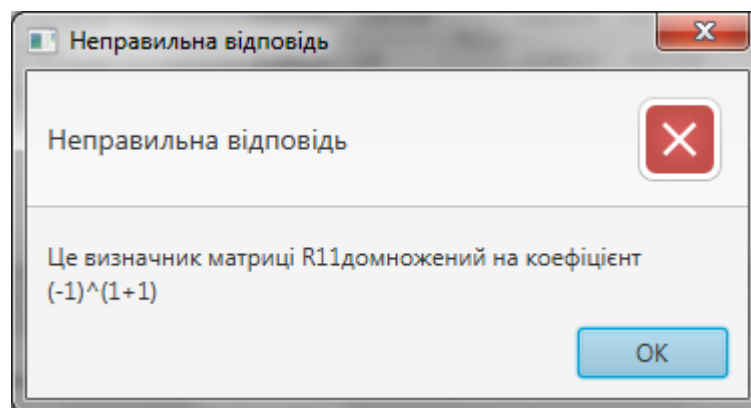 Неправильна відповідь
Неправильна відповідь
Це визначник матриці R11домножений на коефіцієнт
(-1)^(1+1)
OK